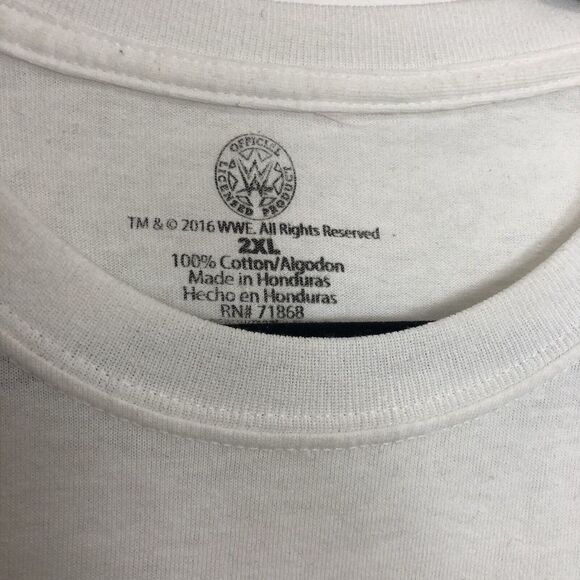 OFFICIAL
LICENSED PRODUCT
W
TM & © 2016 WWE. All Rights Reserved
2XL
100% Cotton/Algodon
Made in Honduras
Hecho en Honduras
RN# 71868